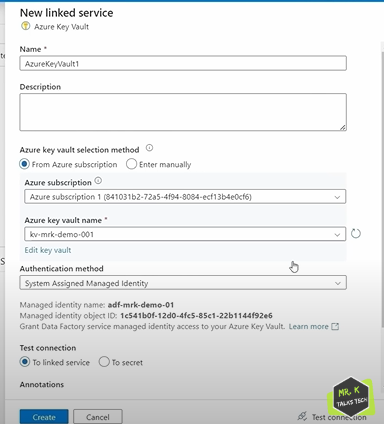 New linked service
Azure Key Vault
Name *
AzureKeyVault1
Description
Azure key vault selection method
From Azure subscription Enter manually
Azure subscription
Azure subscription 1 (841031b2-72a5-4f94-8084-ecf13b4e0cf6)
Azure key vault name *
kv-mrk-demo-001
Edit key vault
Authentication method
System Assigned Managed Identity
Managed identity name: adf-mrk-demo-01
Managed identity object ID: 1c541b0f-12d0-4fc5-85c1-22b1144f92e6
Grant Data Factory service managed identity access to your Azure Key Vault. Learn more
Test connection
To linked service To secret
Annotations
MR. K
TALKS TECH
Create Cancel Test connection